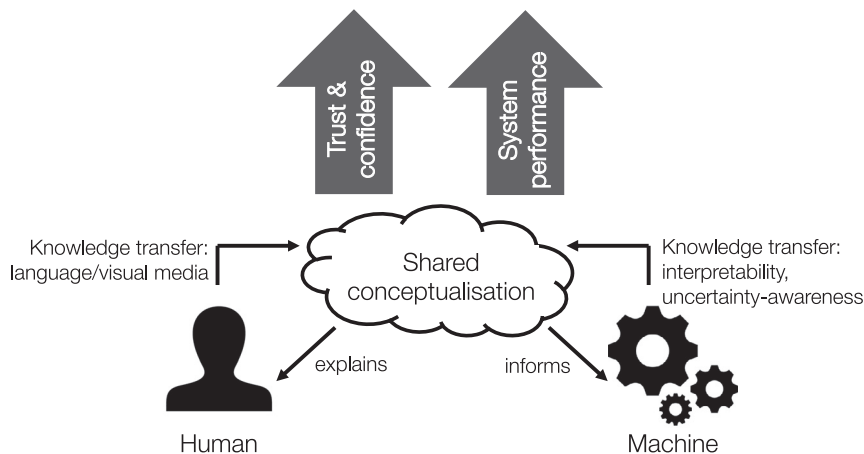 Trust &
confidence
System
performance
Knowledge transfer:
language/visual media
Shared
conceptualisation
Knowledge transfer:
interpretability,
uncertainty-awareness
explains
informs
Human
Machine